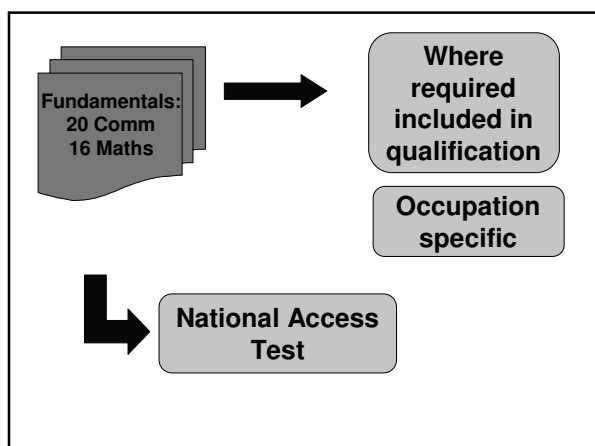 Fundamentals:
20 Comm
16 Maths
Where
required
included in
qualification
Occupation
specific
National Access
Test